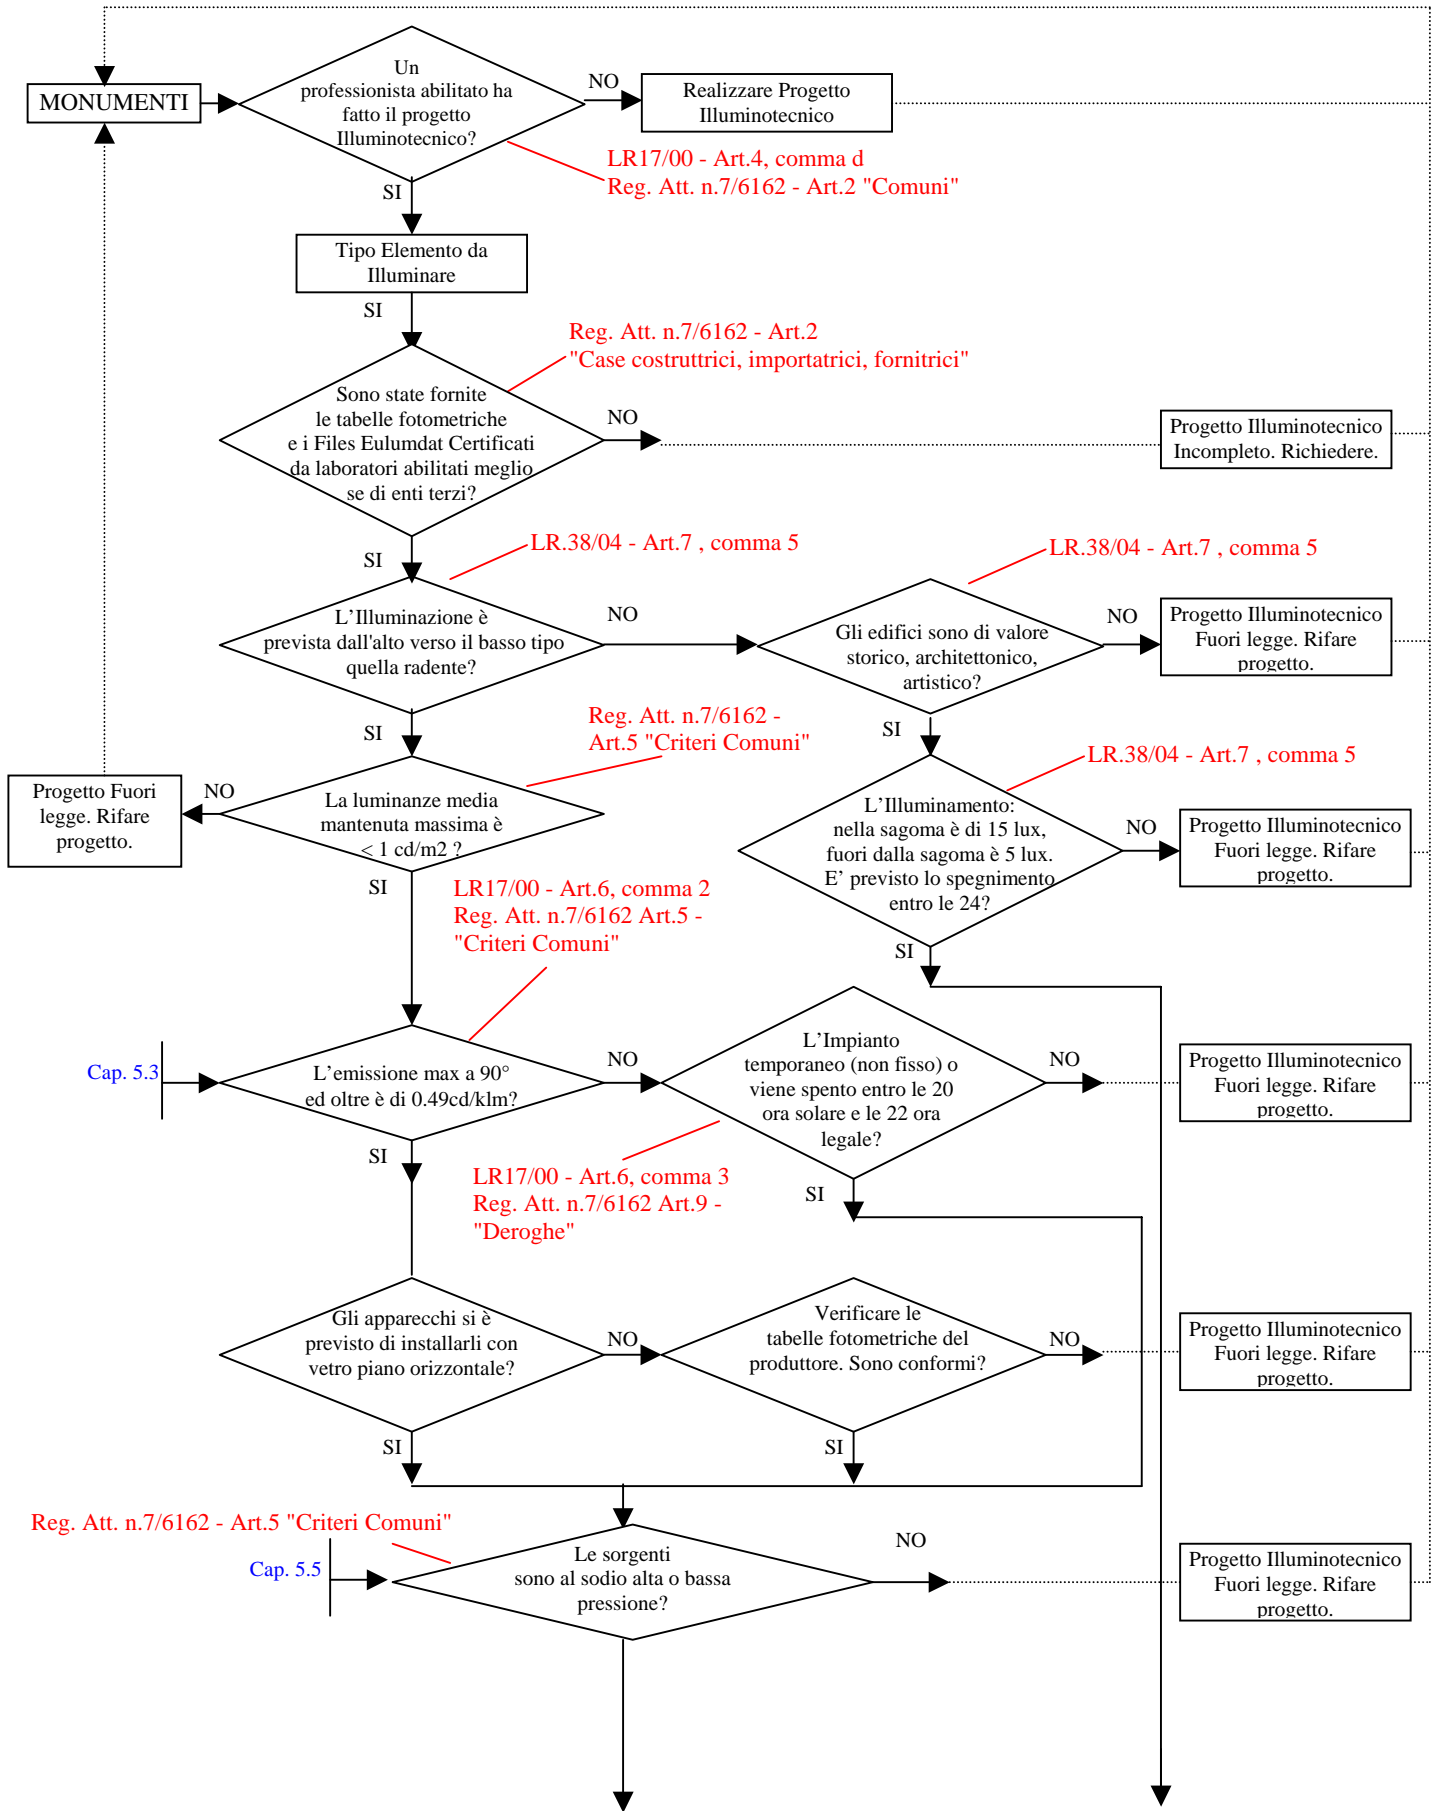 Un
professionista abilitato ha
fatto il progetto
Illuminotecnico?
MONUMENTI
NO
Realizzare Progetto
Illuminotecnico
LR17/00 - Art.4, comma d
Reg. Att. n.7/6162 - Art.2 "Comuni"
SI
Tipo Elemento da
Illuminare
SI
Reg. Att. n.7/6162 - Art.2
"Case costruttrici, importatrici, fornitrici"
Sono state fornite
le tabelle fotometriche
e i Files Eulumdat Certificati
da laboratori abilitati meglio
se di enti terzi?
NO
Progetto Illuminotecnico
Incompleto. Richiedere.
SI
LR.38/04 - Art.7 , comma 5
LR.38/04 - Art.7 , comma 5
L'Illuminazione è
prevista dall'alto verso il basso tipo
quella radente?
NO
Gli edifici sono di valore
storico, architettonico,
artistico?
NO
Progetto Illuminotecnico
Fuori legge. Rifare
progetto.
SI
Reg. Att. n.7/6162 -
Art.5 "Criteri Comuni"
SI
LR.38/04 - Art.7 , comma 5
Progetto Fuori
legge. Rifare
progetto.
NO
La luminanze media
mantenuta massima è
< 1 cd/m2 ?
L'Illuminamento:
nella sagoma è di 15 lux,
fuori dalla sagoma è 5 lux.
E' previsto lo spegnimento
entro le 24?
NO
Progetto Illuminotecnico
Fuori legge. Rifare
progetto.
SI
LR17/00 - Art.6, comma 2
Reg. Att. n.7/6162 Art.5 -
"Criteri Comuni"
SI
Cap. 5.3
L'emissione max a 90°
ed oltre è di 0.49cd/klm?
NO
L'Impianto
temporaneo (non fisso) o
viene spento entro le 20
ora solare e le 22 ora
legale?
NO
Progetto Illuminotecnico
Fuori legge. Rifare
progetto.
SI
LR17/00 - Art.6, comma 3
Reg. Att. n.7/6162 Art.9 -
"Deroghe"
SI
Gli apparecchi si è
previsto di installarli con
vetro piano orizzontale?
NO
Verificare le
tabelle fotometriche del
produttore. Sono conformi?
NO
Progetto Illuminotecnico
Fuori legge. Rifare
progetto.
SI
SI
Reg. Att. n.7/6162 - Art.5 "Criteri Comuni"
Cap. 5.5
Le sorgenti
sono al sodio alta o bassa
pressione?
NO
Progetto Illuminotecnico
Fuori legge. Rifare
progetto.